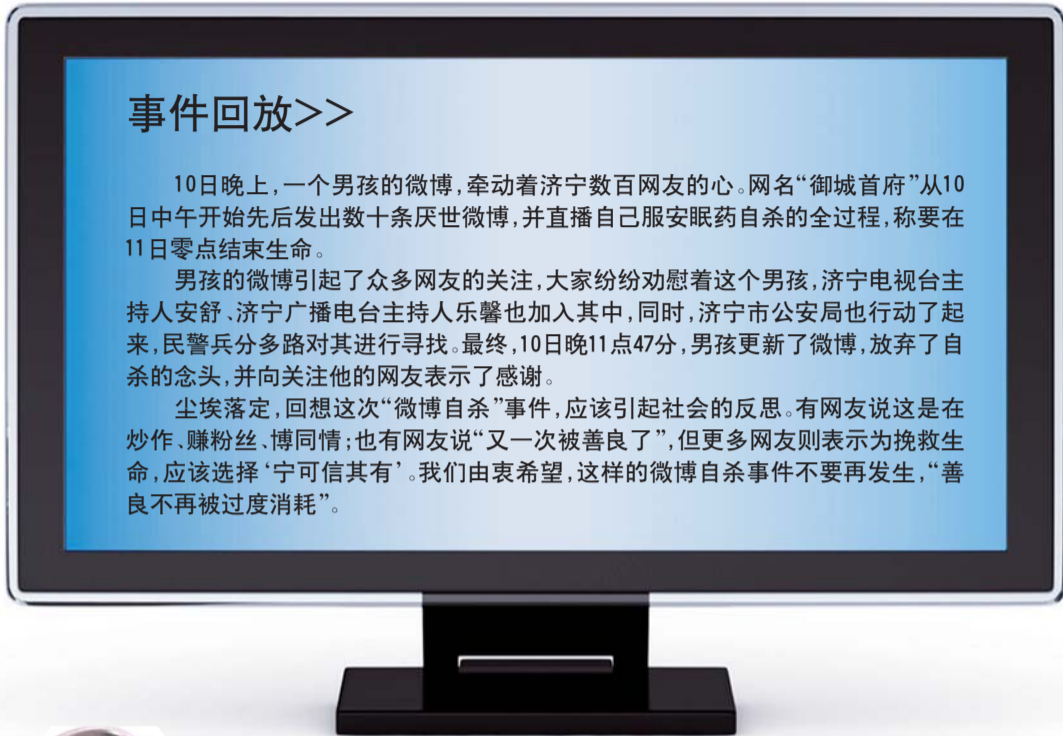 事件回放>>
10日晚上,一个男孩的微博,牵动着济宁数百网友的心。网名“御城首府”从10
日中午开始先后发出数十条厌世微博,并直播自己服安眠药自杀的全过程,称要在
11日零点结束生命。
男孩的微博引起了众多网友的关注,大家纷纷劝慰着这个男孩,济宁电视台主
持人安舒、济宁广播电台主持人乐馨也加入其中,同时,济宁市公安局也行动了起
来,民警兵分多路对其进行寻找。最终,10日晚11点47分,男孩更新了微博,放弃了自
杀的念头,并向关注他的网友表示了感谢。
尘埃落定,回想这次“微博自杀”事件,应该引起社会的反思。有网友说这是在
炒作、赚粉丝、博同情;也有网友说“又一次被善良了”,但更多网友则表示为挽救生
命,应该选择‘宁可信其有’。我们由衷希望,这样的微博自杀事件不要再发生,“善
良不再被过度消耗”。